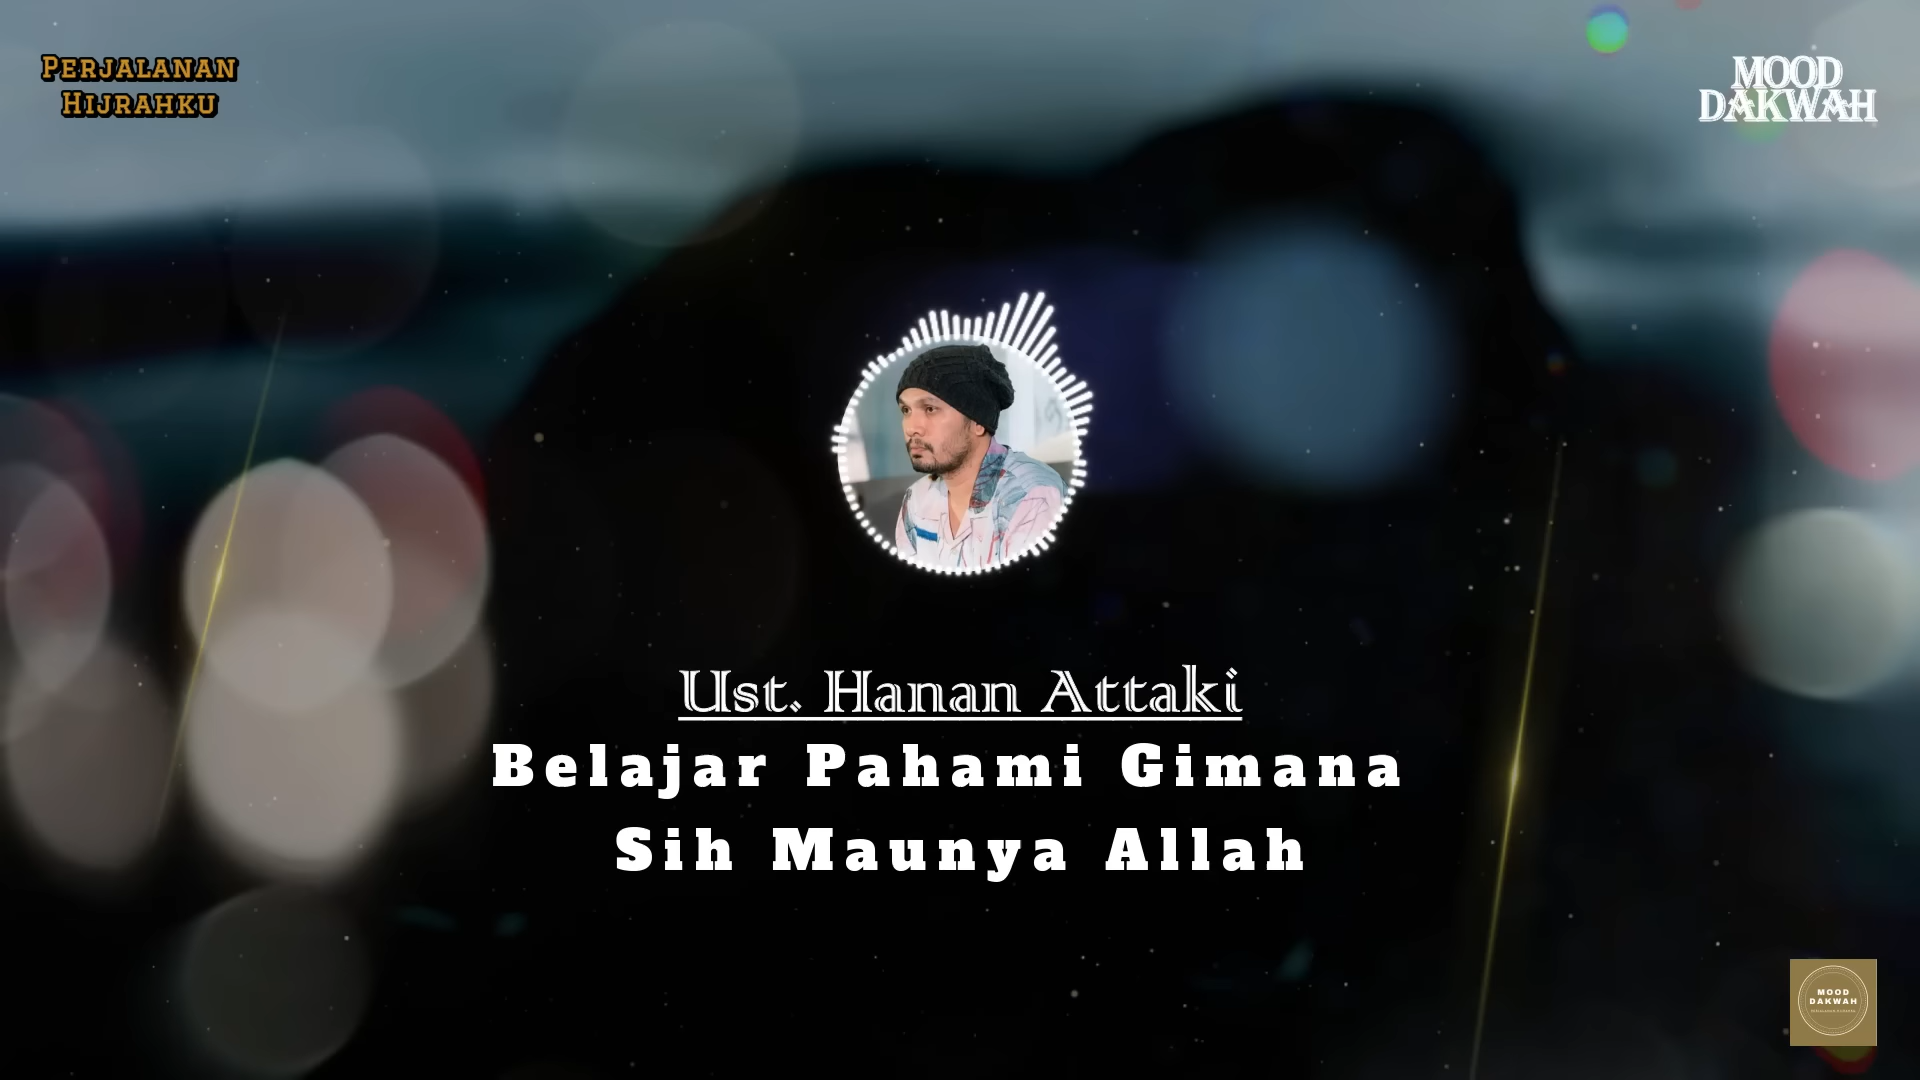 PERJALANAN
HIJRAHKU
MOOD
DAKWAH
Ust. Hanan Attaki
Belajar Pahami Gimana
Sih Maunya Allah
MOOD
DAKWAH